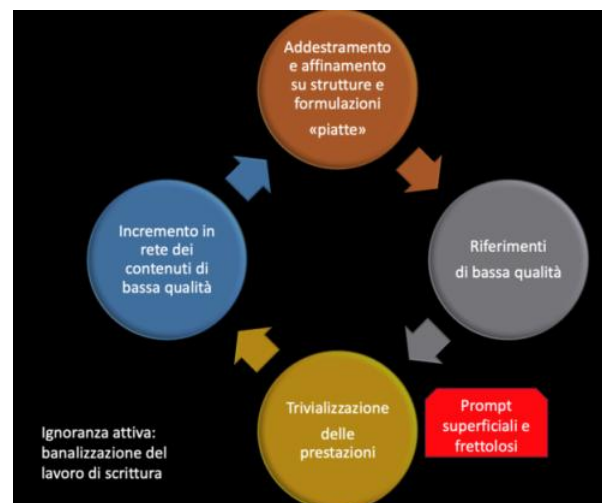 Addestramento
e affinamento
su strutture e
formulazioni
«piatte»
Incremento in
rete dei
contenuti di
bassa qualità
Riferimenti
di bassa qualità
Trivializzazione
delle
prestazioni
Prompt
superficiali e
frettolosi
Ignoranza attiva:
banalizzazione del
lavoro di scrittura